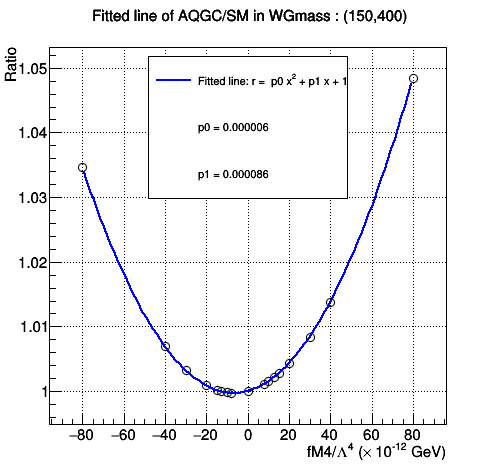 Fitted line of AQGC/SM in WGmass : (150,400)
Ratio
1.05
1.04
1.03
1.02
1.01
1
Fitted line: r = p0 x² + p1 x + 1
p0 = 0.000006
p1 = 0.000086
−80 −60 −40 −20 0 20 40 60 80
fM4/Λ⁴ (× 10⁻¹² GeV)